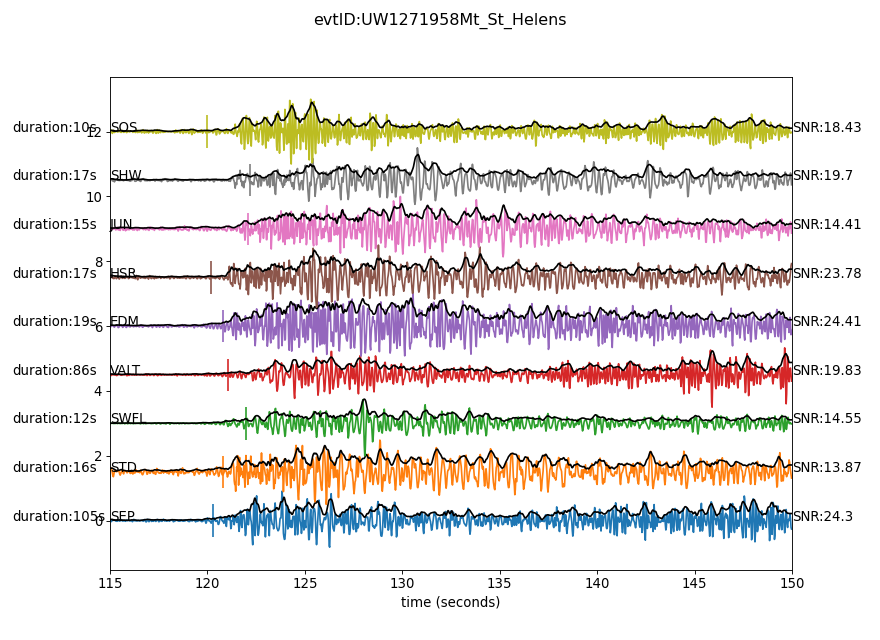 evtID:UW1271958Mt_St_Helens
duration:10s SOS SNR:18.43
12
duration:17s SHW SNR:19.7
10
duration:15s JUN SNR:14.41
8
duration:17s HSR SNR:23.78
duration:19s EDM SNR:24.41
6
duration:86s VALT SNR:19.83
4
duration:12s SWFL SNR:14.55
2
duration:16s STD SNR:13.87
duration:105s SEP SNR:24.3
0
115 120 125 130 135 140 145 150
time (seconds)